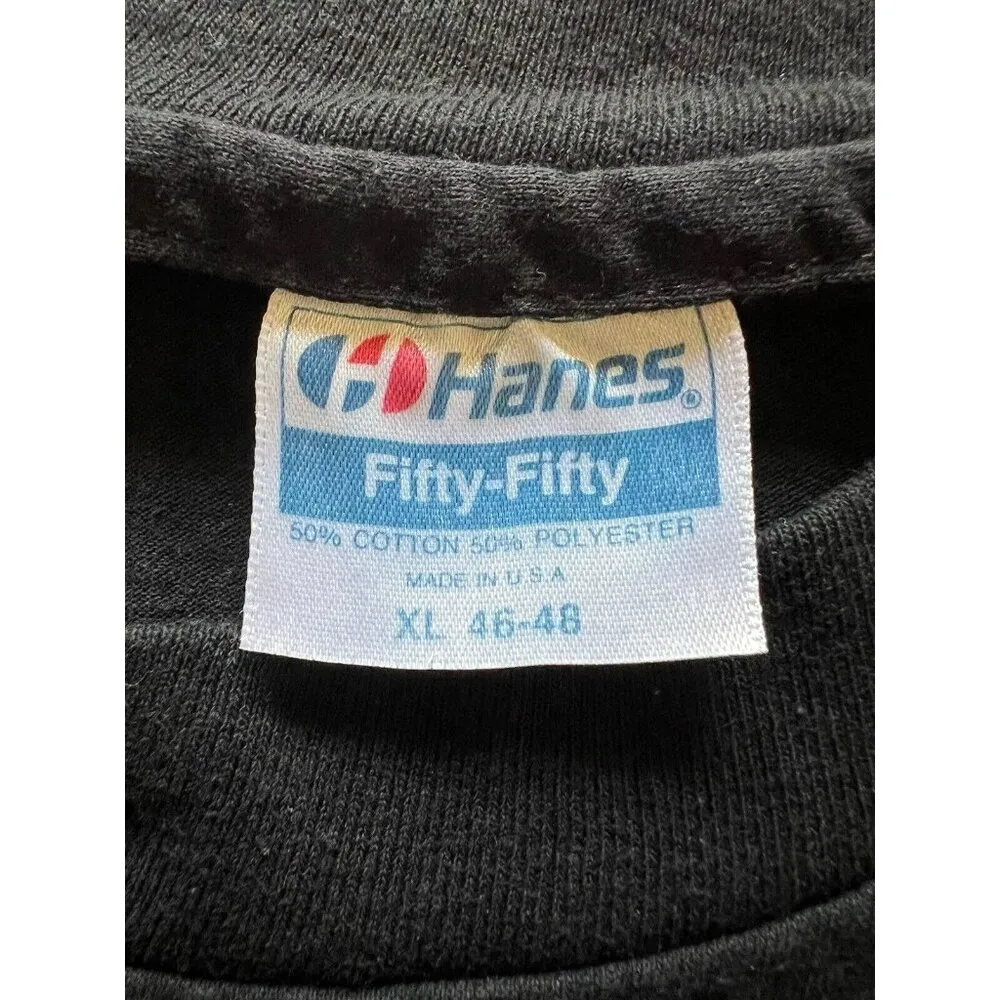 Hanes®
Fifty-Fifty
50% COTTON 50% POLYESTER
MADE IN U S A
XL 46-48